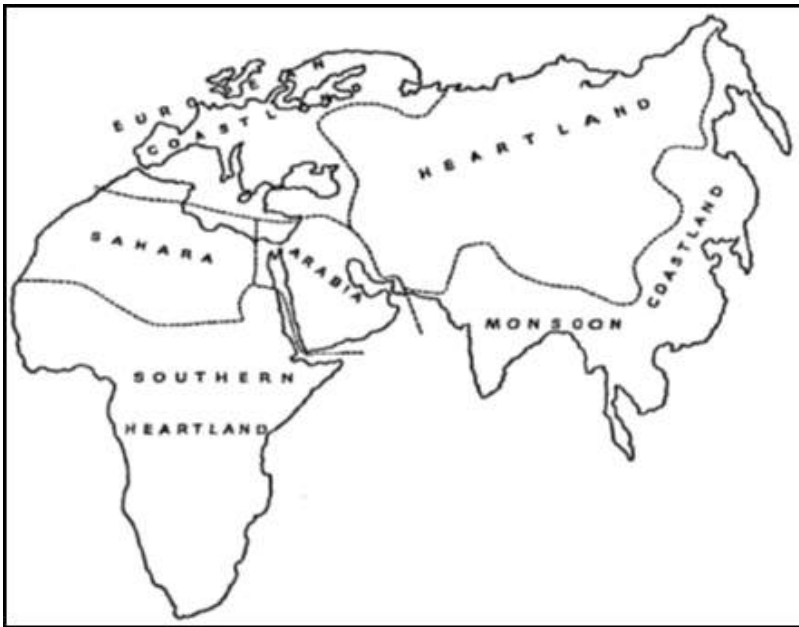 EUROPEAN
COASTLAND
HEARTLAND
SAHARA
ARABIA
COASTLAND
MONSOON
SOUTHERN
HEARTLAND